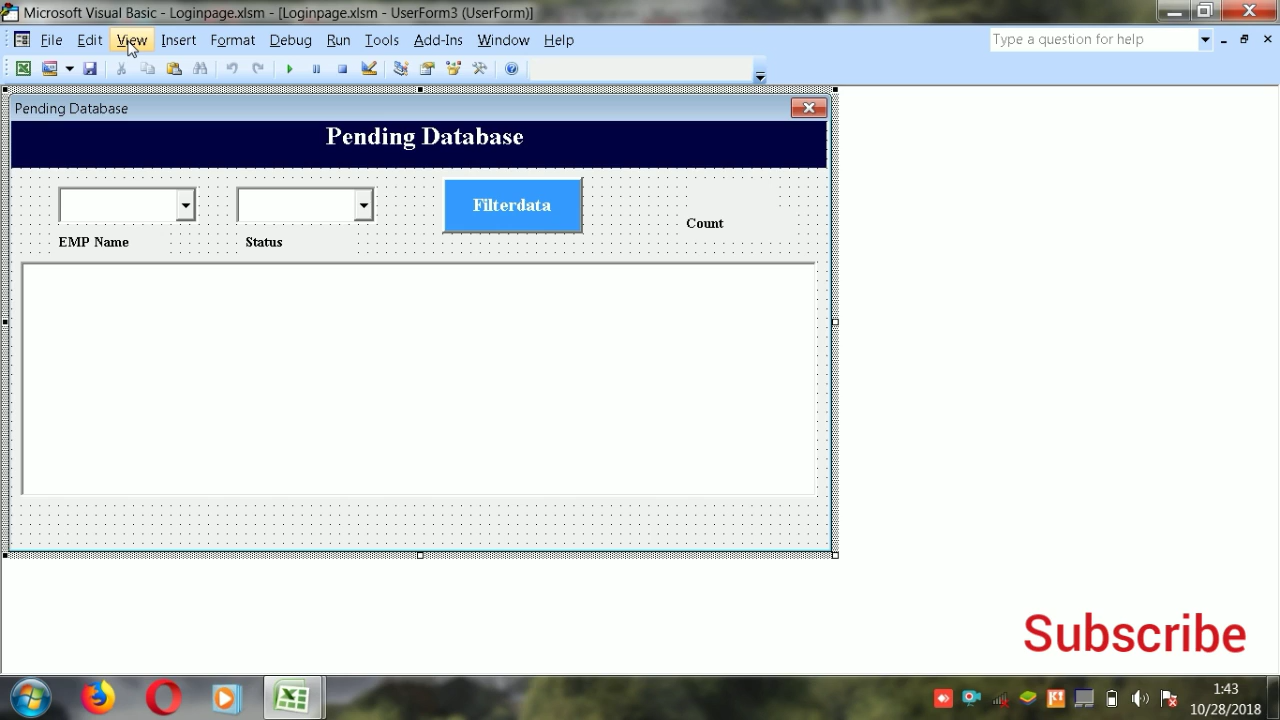 Microsoft Visual Basic - Loginpage.xlsm - [Loginpage.xlsm - UserForm3 (UserForm)]
File Edit View Insert Format Debug Run Tools Add-Ins Window Help
Type a question for help
Pending Database
Pending Database
Filterdata
Count
EMP Name
Status
Subscribe
1:43
10/28/2018